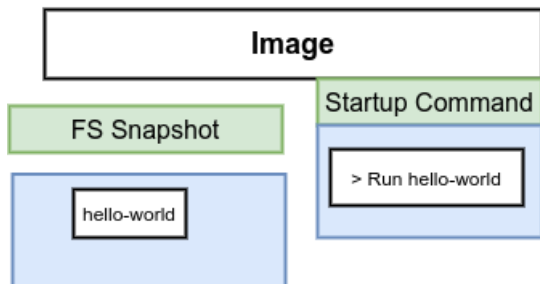 Image
Startup Command
FS Snapshot
> Run hello-world
hello-world